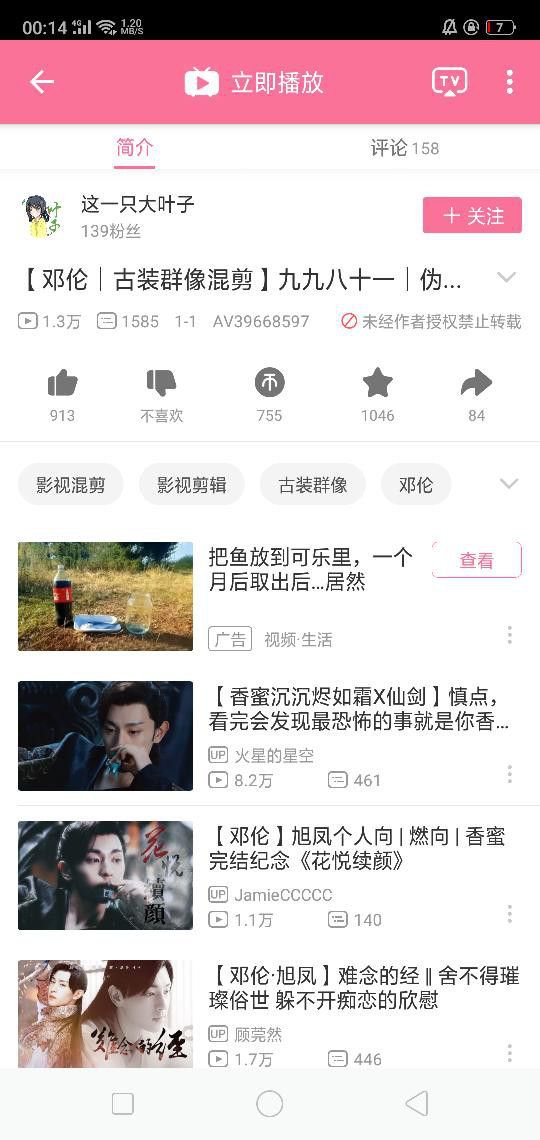 00:14 4G 1.20 MB/S 7
立即播放 TV
简介 评论 158
这一只大叶子
139粉丝
＋ 关注
【邓伦｜古装群像混剪】九九八十一｜伪...
1.3万 1585 1-1 AV39668597 未经作者授权禁止转载
913 不喜欢 755 1046 84
影视混剪 影视剪辑 古装群像 邓伦
把鱼放到可乐里，一个
月后取出后...居然
查看
广告 视频·生活
【香蜜沉沉烬如霜X仙剑】慎点，
看完会发现最恐怖的事就是你香...
UP 火星的星空
8.2万 461
花悦
續
顔
【邓伦】旭凤个人向 | 燃向 | 香蜜
完结纪念《花悦续颜》
UP JamieCCCCC
1.1万 140
难念的经
【邓伦·旭凤】难念的经 ‖ 舍不得璀
璨俗世 躲不开痴恋的欣慰
UP 顾莞然
1.7万 446